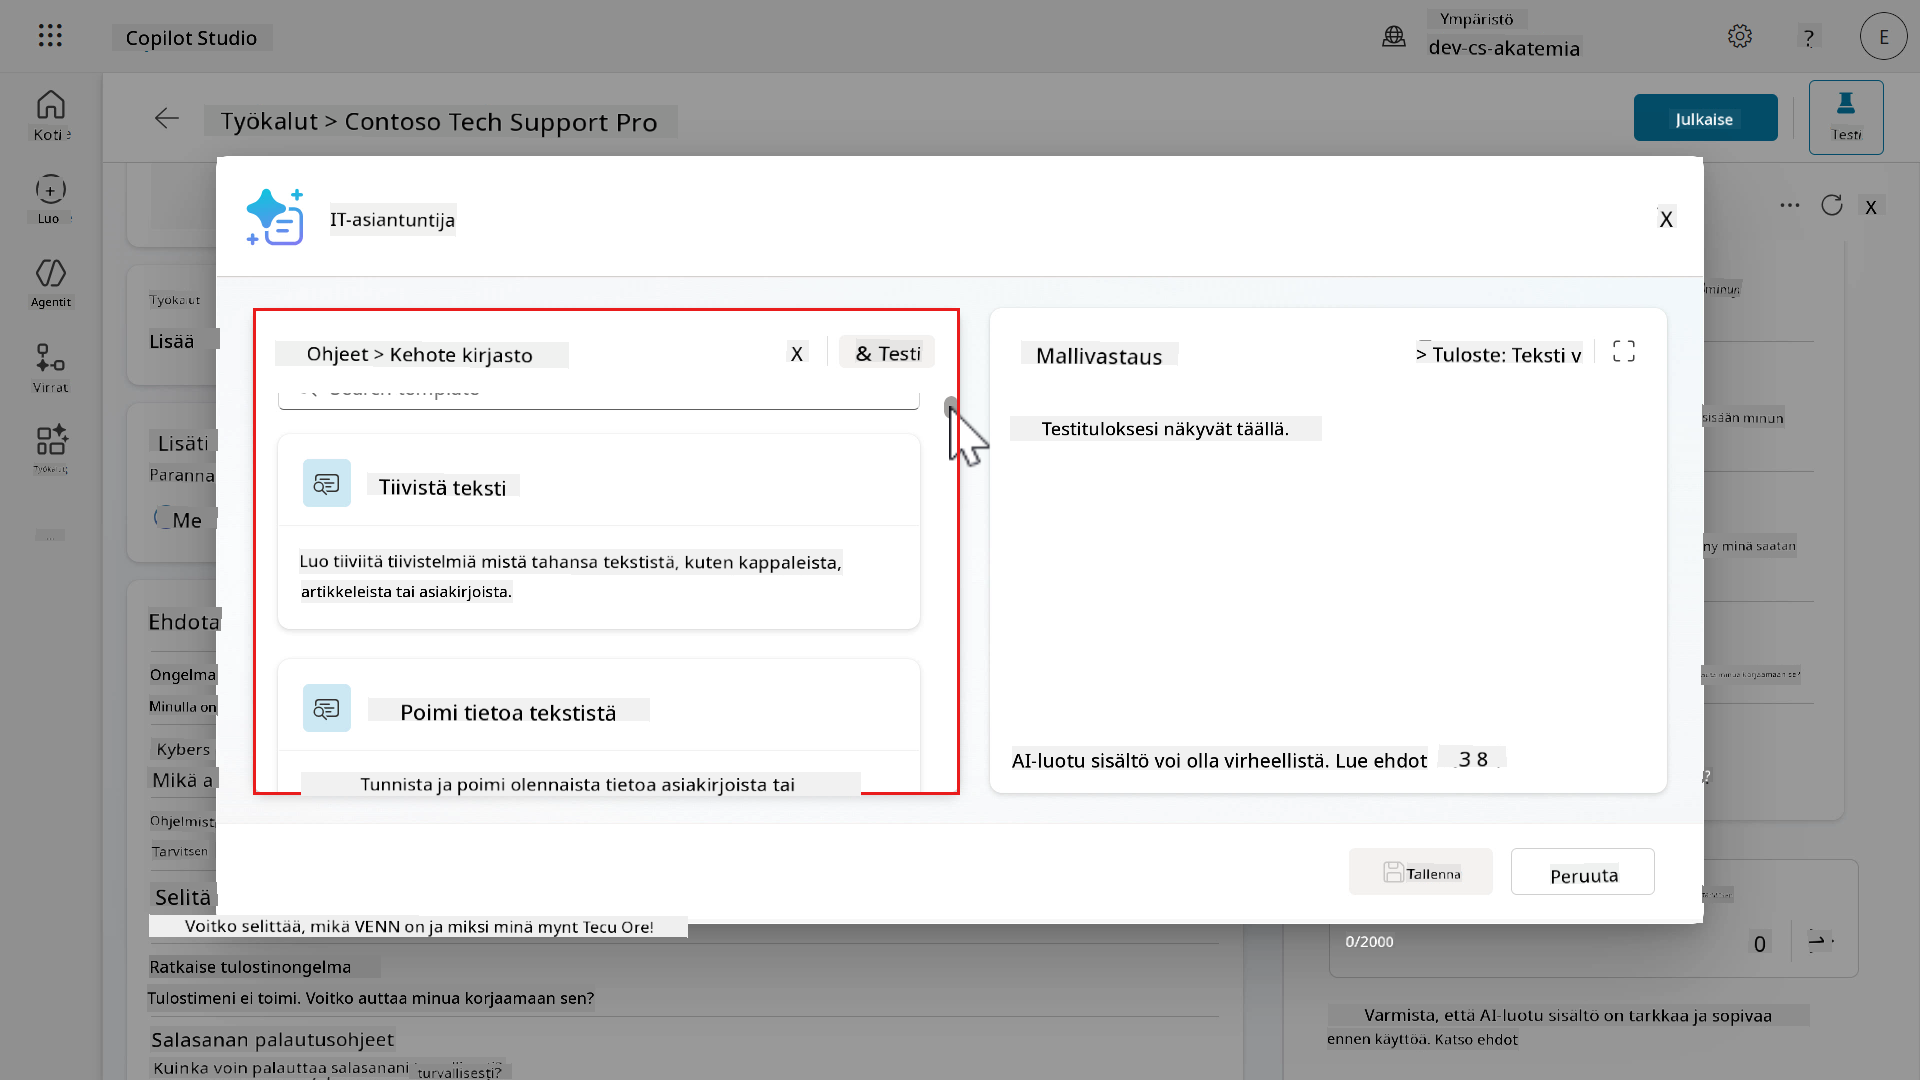 Copilot Studio
Ympäristö
dev-cs-akatemia
?
E
Koti
Luo
Agentit
Virrat
Työkalut > Contoso Tech Support Pro
Julkaise
Testi
X
Työkalut
Lisää
Lisäti
Paranna
Me
Ehdota
Ongelma
Minulla on
Kybers
Mikä a
Ohjelmist
Tarvitsen
Selitä
Voitko selittää, mikä VENN on ja miksi minä mynt Tecu Ore!
Ratkaise tulostinongelma
Tulostimeni ei toimi. Voitko auttaa minua korjaamaan sen?
Salasanan palautusohjeet
Kuinka voin palauttaa salasanani turvallisesti?
IT-asiantuntija
X
Ohjeet > Kehote kirjasto
X
& Testi
Tiivistä teksti
Luo tiiviitä tiivistelmiä mistä tahansa tekstistä, kuten kappaleista,
artikkeleista tai asiakirjoista.
Poimi tietoa tekstistä
Tunnista ja poimi olennaista tietoa asiakirjoista tai
Mallivastaus
> Tuloste: Teksti v
Testituloksesi näkyvät täällä.
AI-luotu sisältö voi olla virheellistä. Lue ehdot
3 8
Tallenna
Peruuta
minun
sisään minun
ny minä saatan
?
0/2000
0
Varmista, että AI-luotu sisältö on tarkkaa ja sopivaa
ennen käyttöä. Katso ehdot